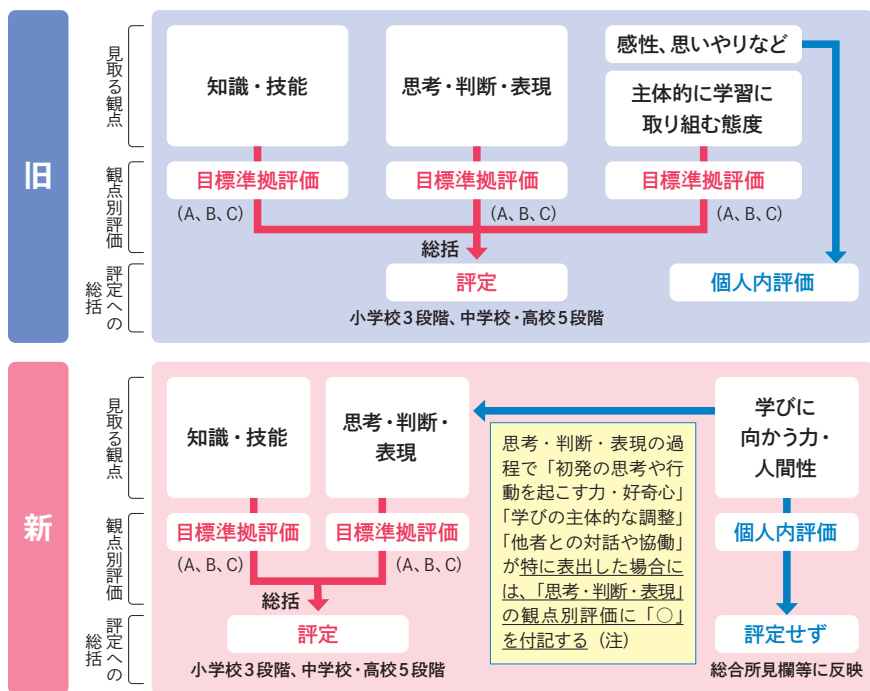 旧
見取る観点
知識・技能
思考・判断・表現
感性、思いやりなど
主体的に学習に
取り組む態度
観点別評価
目標準拠評価
目標準拠評価
目標準拠評価
(A、B、C)
(A、B、C)
(A、B、C)
総括
評定への
総括
評定
個人内評価
小学校3段階、中学校・高校5段階
新
見取る観点
知識・技能
思考・判断・
表現
学びに
向かう力・
人間性
思考・判断・表現の過
程で「初発の思考や行
動を起こす力・好奇心」
「学びの主体的な調整」
「他者との対話や協働」
が特に表出した場合に
は、「思考・判断・表現」
の観点別評価に「○」
を付記する（注）
観点別評価
目標準拠評価
目標準拠評価
個人内評価
(A、B、C)
(A、B、C)
総括
評定への
総括
評定
評定せず
小学校3段階、中学校・高校5段階
総合所見欄等に反映